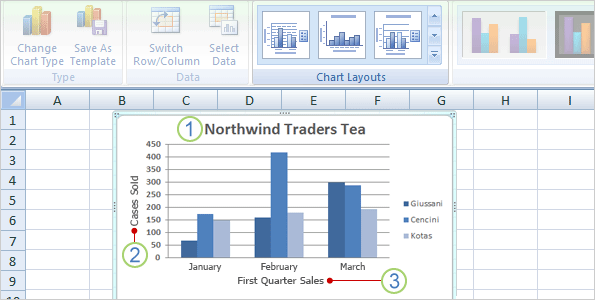 Change Chart Type
Save As Template
Switch Row/Column
Select Data
Type
Data
Chart Layouts
A B C D E F G H I
1
2
3
4
5
6
7
8
9
1 Northwind Traders Tea
450
400
350
300
250
200
150
100
50
0
Cases Sold
2
Giussani
Cencini
Kotas
January February March
First Quarter Sales 3